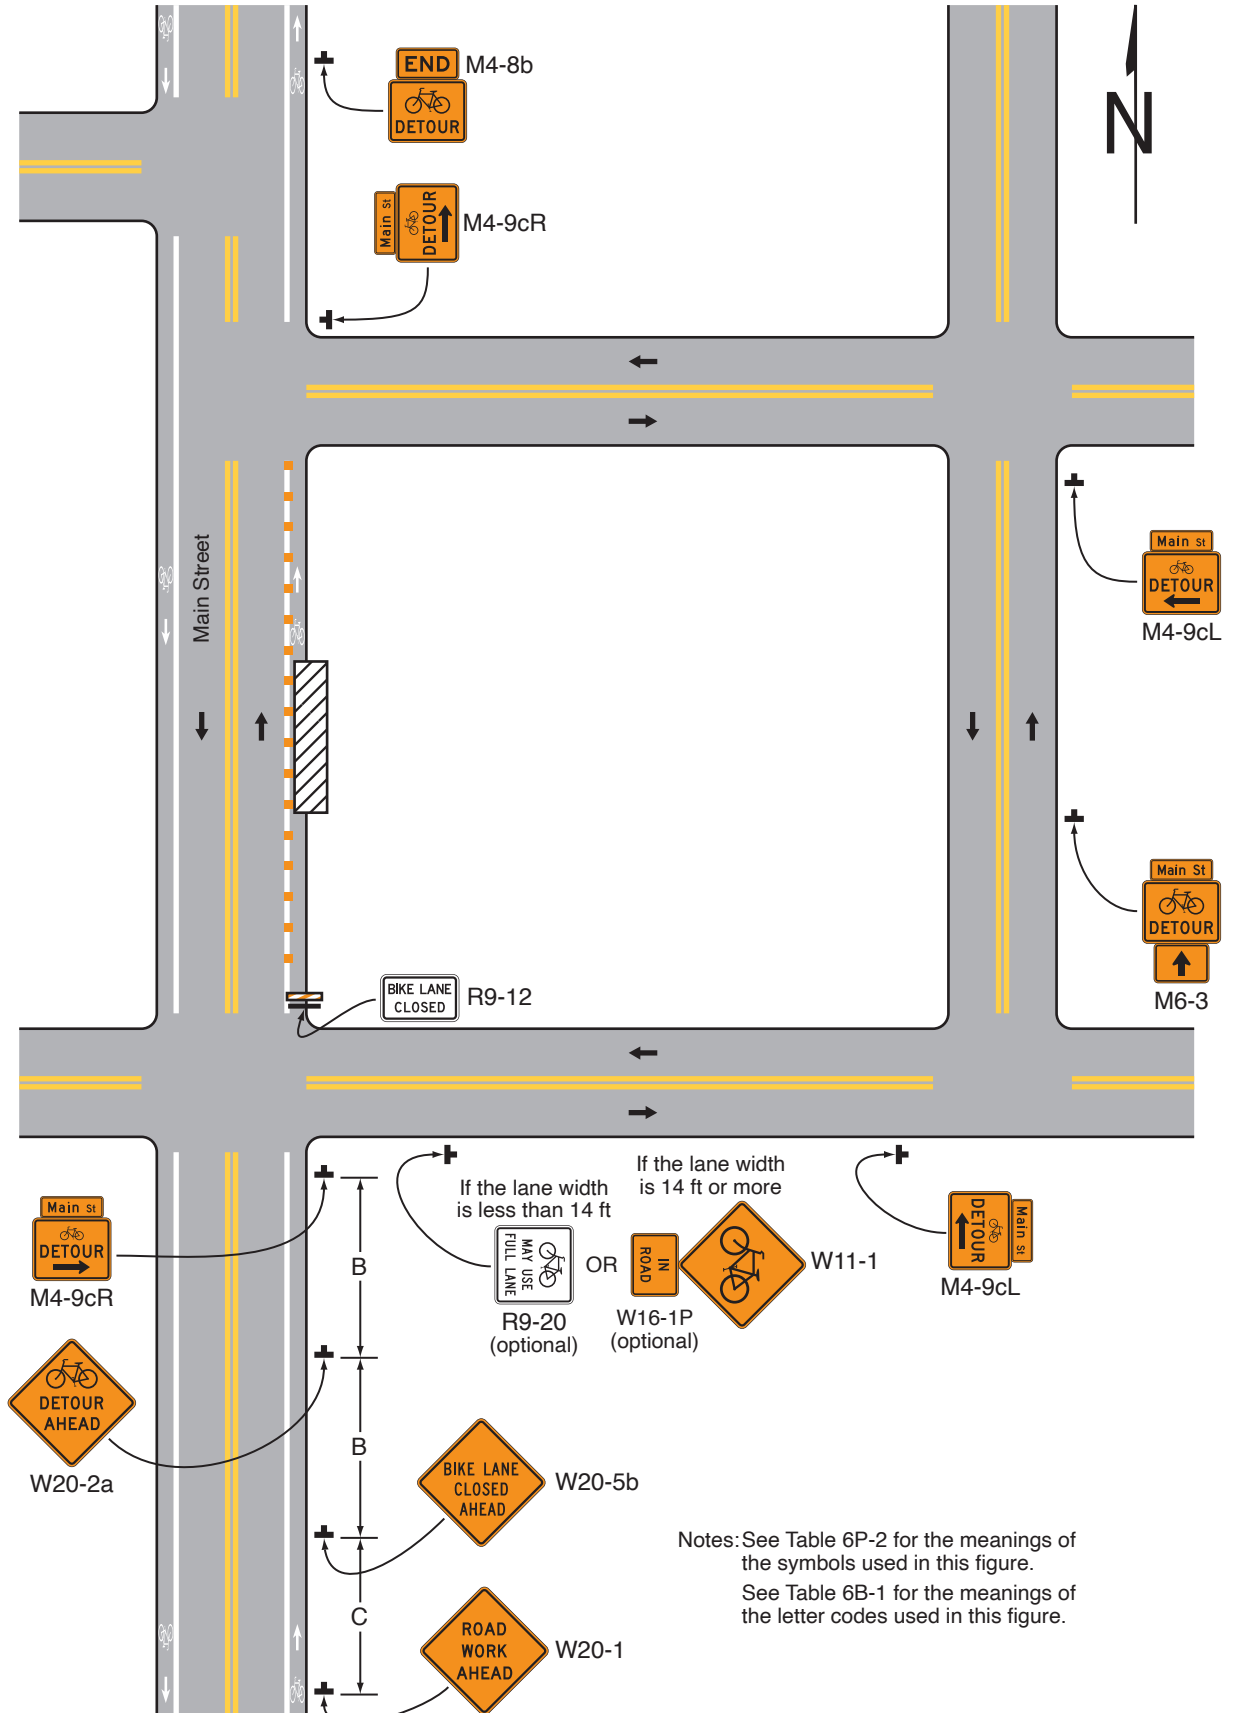 END
DETOUR
M4-8b
N
Main St
DETOUR
M4-9cR
Main Street
Main St
DETOUR
M4-9cL
Main St
DETOUR
M6-3
BIKE LANE
CLOSED
R9-12
Main St
DETOUR
M4-9cR
B
If the lane width
is less than 14 ft
MAY USE
FULL LANE
R9-20
(optional)
OR
If the lane width
is 14 ft or more
IN
ROAD
W16-1P
(optional)
W11-1
Main St
DETOUR
M4-9cL
DETOUR
AHEAD
W20-2a
B
BIKE LANE
CLOSED
AHEAD
W20-5b
C
ROAD
WORK
AHEAD
W20-1
Notes: See Table 6P-2 for the meanings of
the symbols used in this figure.
See Table 6B-1 for the meanings of
the letter codes used in this figure.